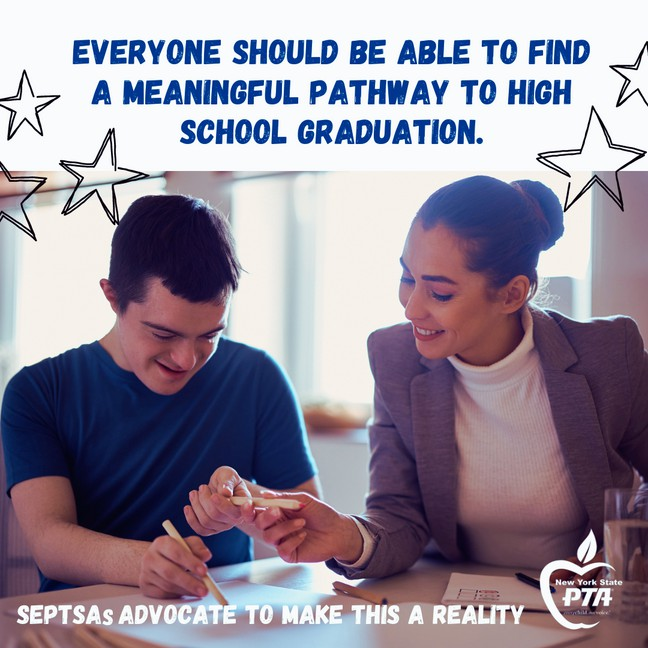 EVERYONE SHOULD BE ABLE TO FIND
A MEANINGFUL PATHWAY TO HIGH
SCHOOL GRADUATION.
SEPTSAs ADVOCATE TO MAKE THIS A REALITY
New York State
PTA